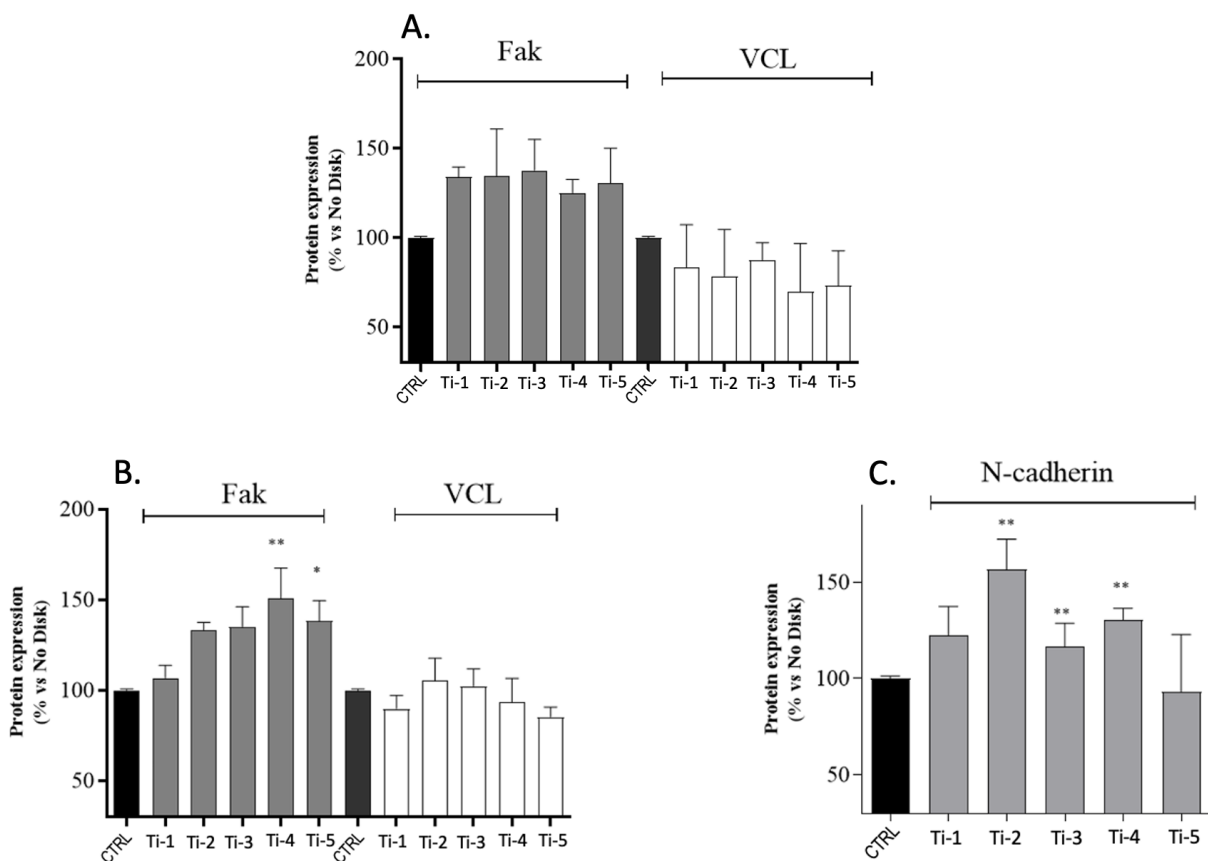 A.
Fak
VCL
Protein expression
(% vs No Disk)
200
150
100
50
CTRL Ti-1 Ti-2 Ti-3 Ti-4 Ti-5 CTRL Ti-1 Ti-2 Ti-3 Ti-4 Ti-5
B.
Fak
VCL
Protein expression
(% vs No Disk)
200
150
100
50
** *
CTRL Ti-1 Ti-2 Ti-3 Ti-4 Ti-5 CTRL Ti-1 Ti-2 Ti-3 Ti-4 Ti-5
C.
N-cadherin
Protein expression
(% vs No Disk)
150
100
50
** ** **
CTRL Ti-1 Ti-2 Ti-3 Ti-4 Ti-5